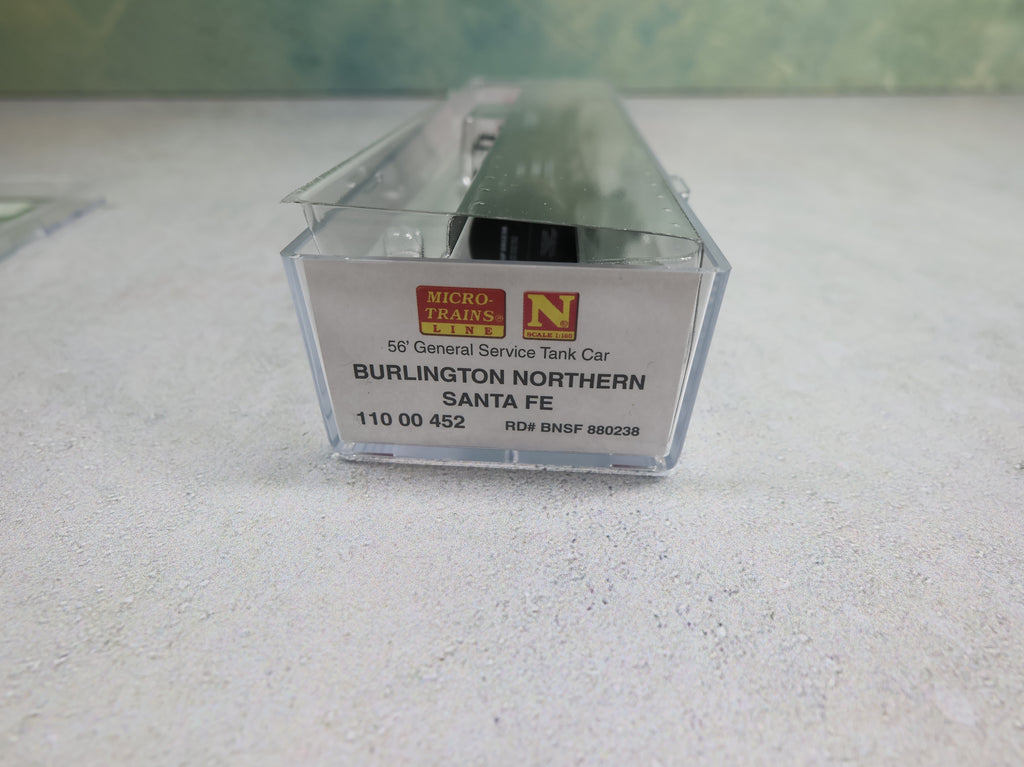 MICRO-
TRAINS®
LINE
N®
SCALE 1:160
56' General Service Tank Car
BURLINGTON NORTHERN
SANTA FE
110 00 452 RD# BNSF 880238